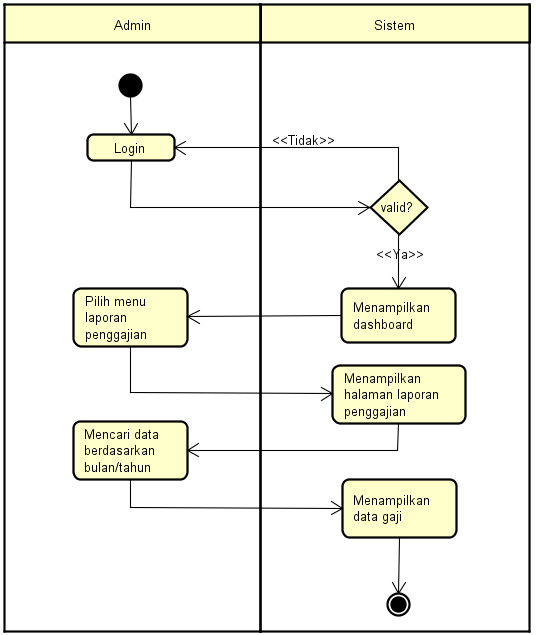 Admin
Sistem
<<Tidak>>
Login
valid?
<<Ya>>
Pilih menu
laporan
penggajian
Menampilkan
dashboard
Menampilkan
halaman laporan
penggajian
Mencari data
berdasarkan
bulan/tahun
Menampilkan
data gaji